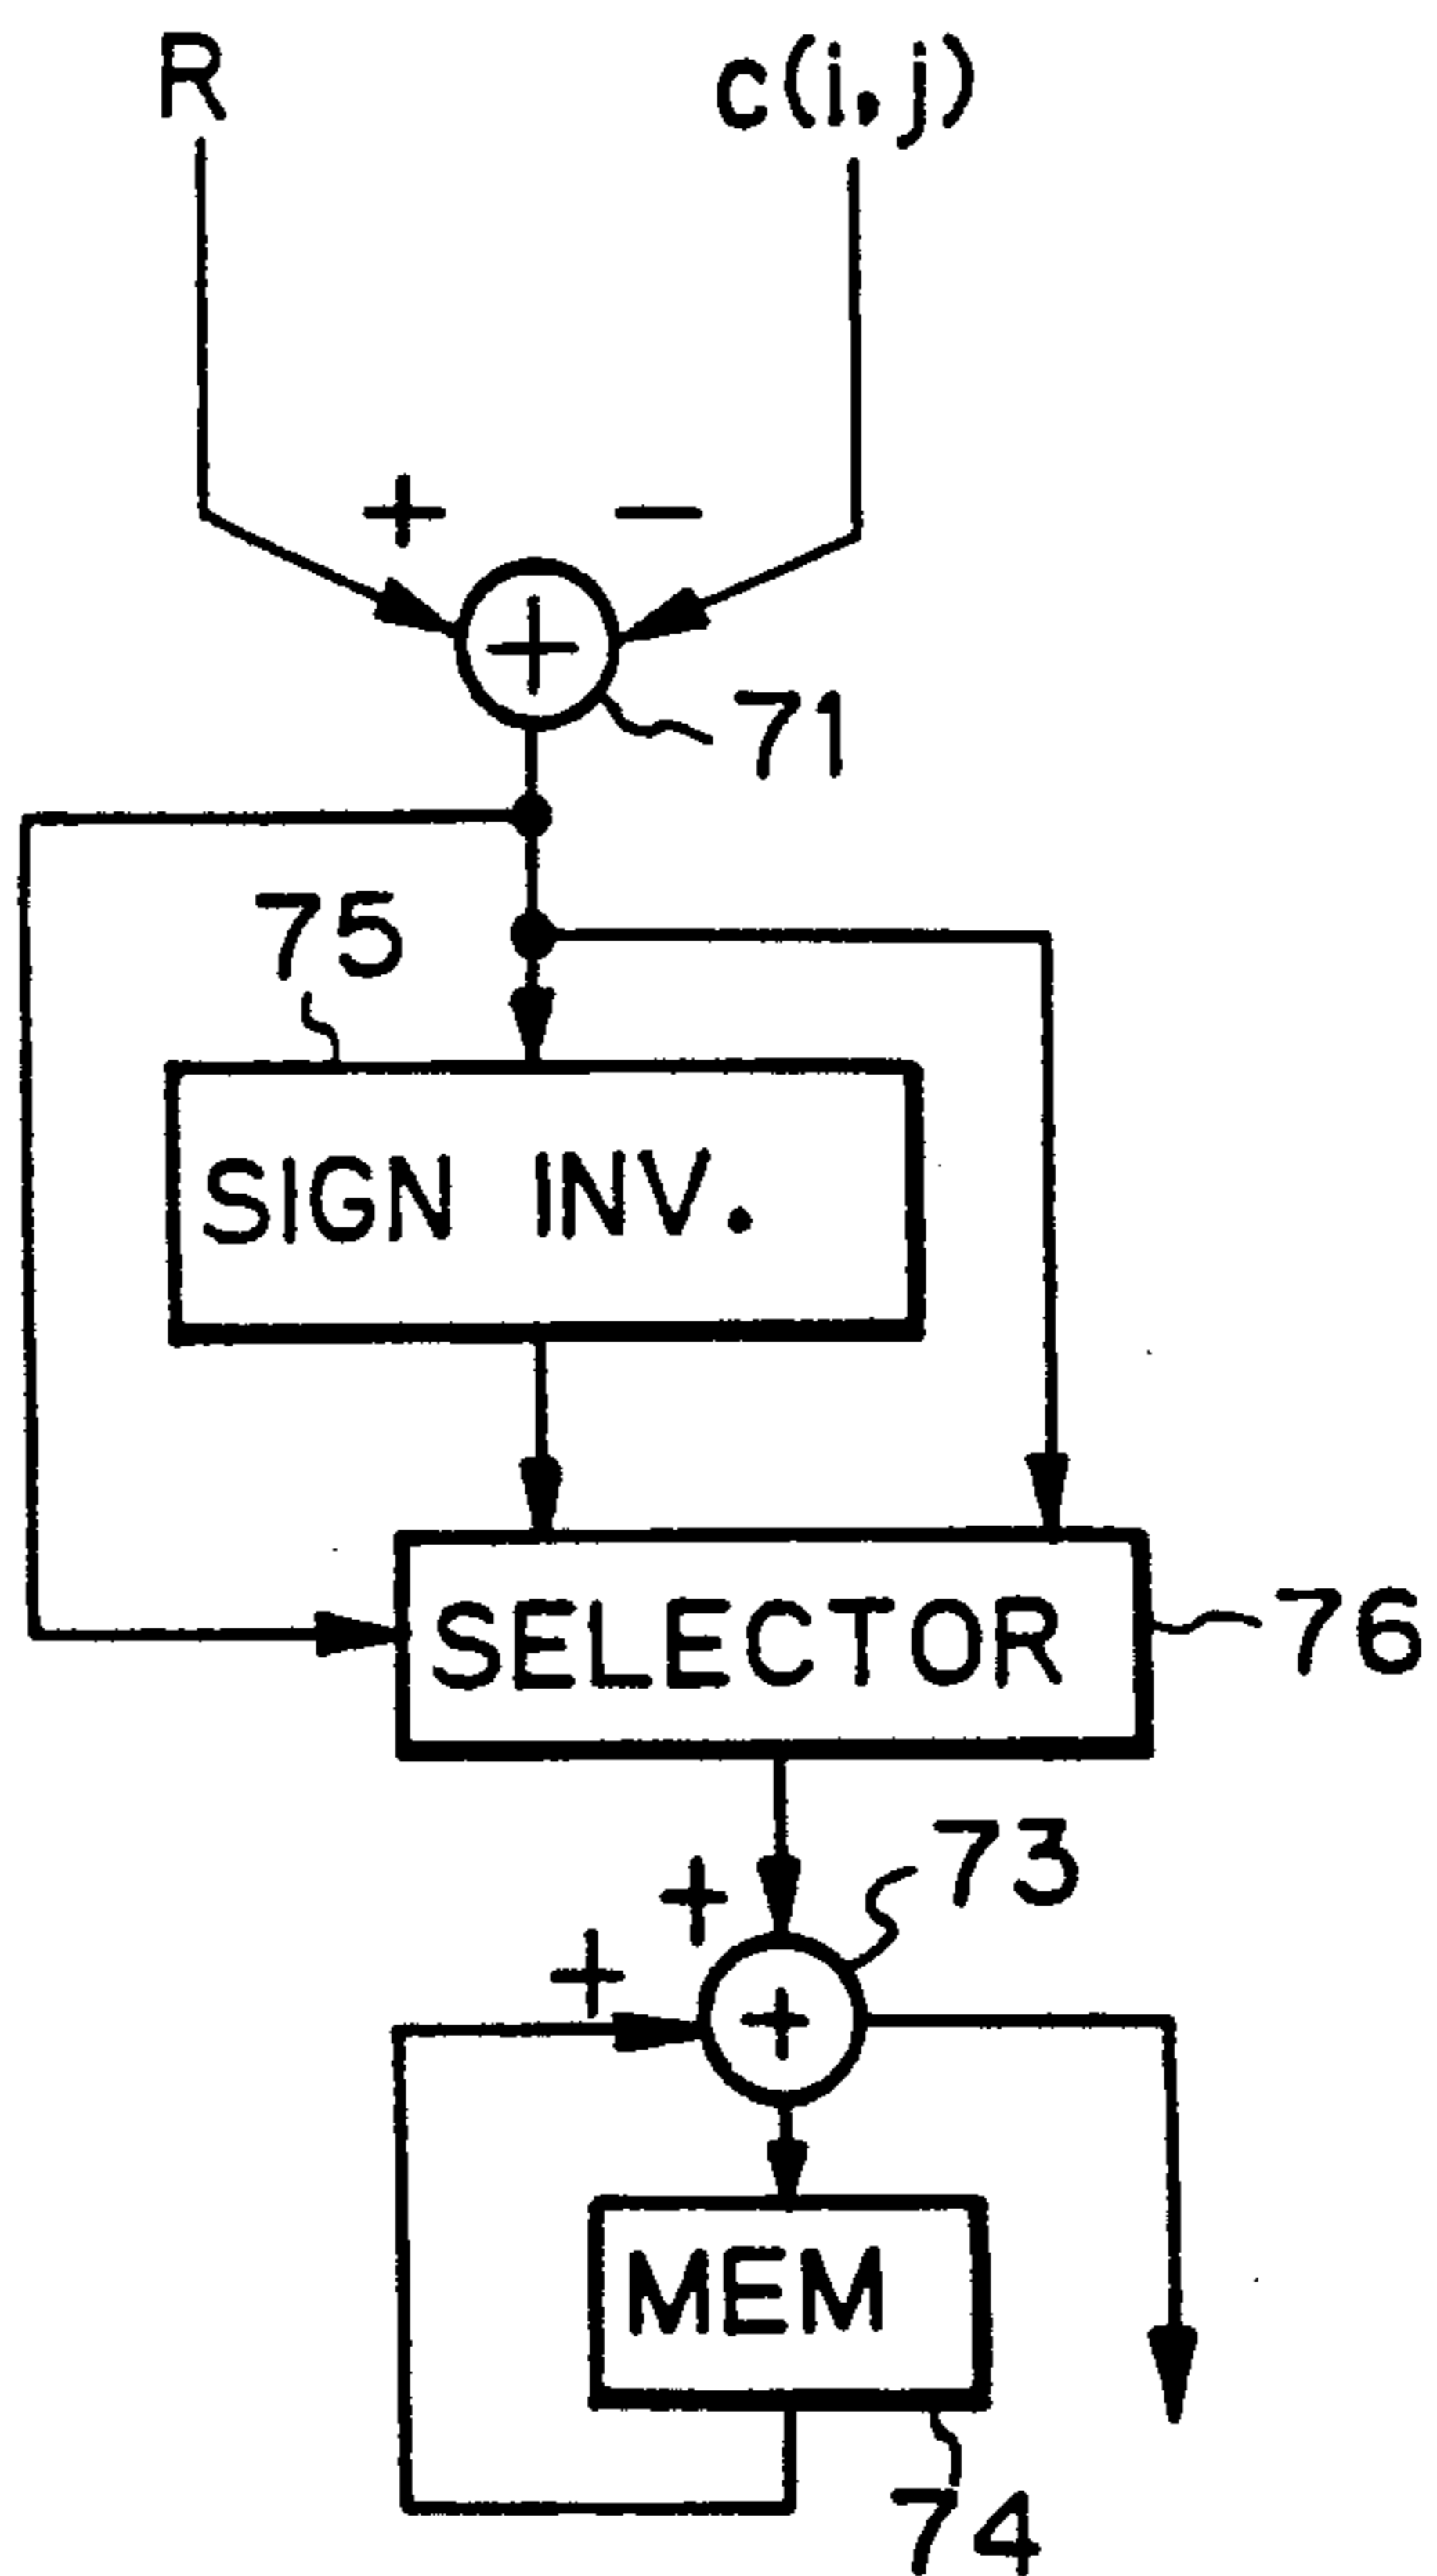 R
c(i,j)
+
−
+
71
75
SIGN INV.
SELECTOR
76
73
+
+
+
MEM
74